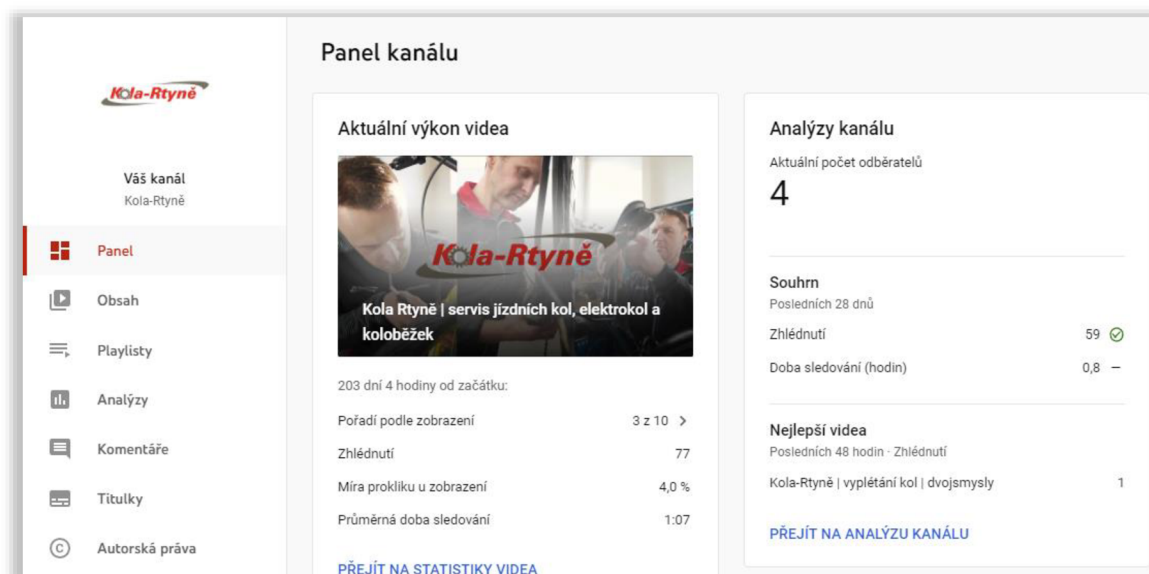 Kola-Rtyně
Váš kanál
Kola-Rtyně
Panel
Obsah
Playlisty
Analýzy
Komentáře
Titulky
Autorská práva
Panel kanálu
Aktuální výkon videa
Kola-Rtyně
Kola Rtyně | servis jízdních kol, elektrokol a
koloběžek
203 dní 4 hodiny od začátku:
Pořadí podle zobrazení 3 z 10
Zhlédnutí 77
Míra prokliku u zobrazení 4,0 %
Průměrná doba sledování 1:07
PŘEJÍT NA STATISTIKY VIDEA
Analýzy kanálu
Aktuální počet odběratelů
4
Souhrn
Posledních 28 dnů
Zhlédnutí 59
Doba sledování (hodin) 0,8 —
Nejlepší videa
Posledních 48 hodin · Zhlédnutí
Kola-Rtyně | vyplétání kol | dvojsmysly 1
PŘEJÍT NA ANALÝZU KANÁLU